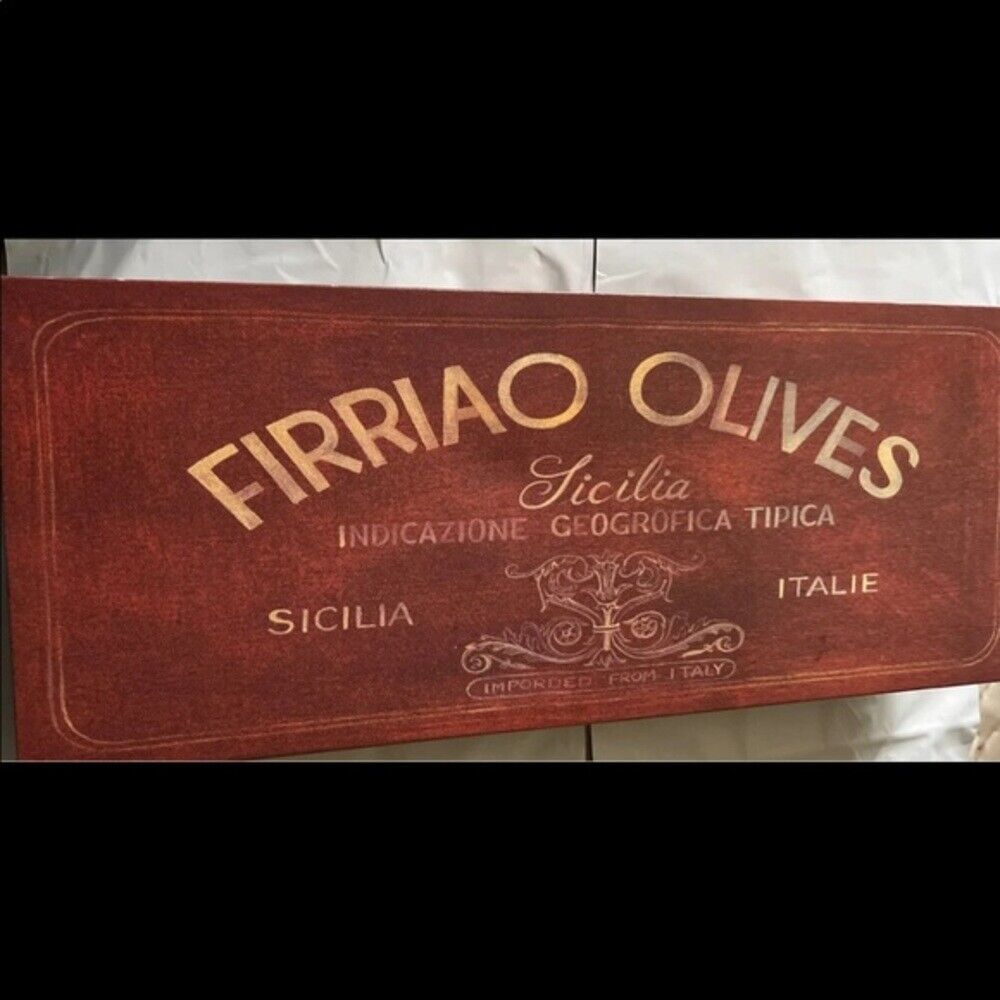 FIRRIAO OLIVES
Sicilia
INDICAZIONE GEOGROFICA TIPICA
SICILIA ITALIE
IMPORDED FROM ITALY